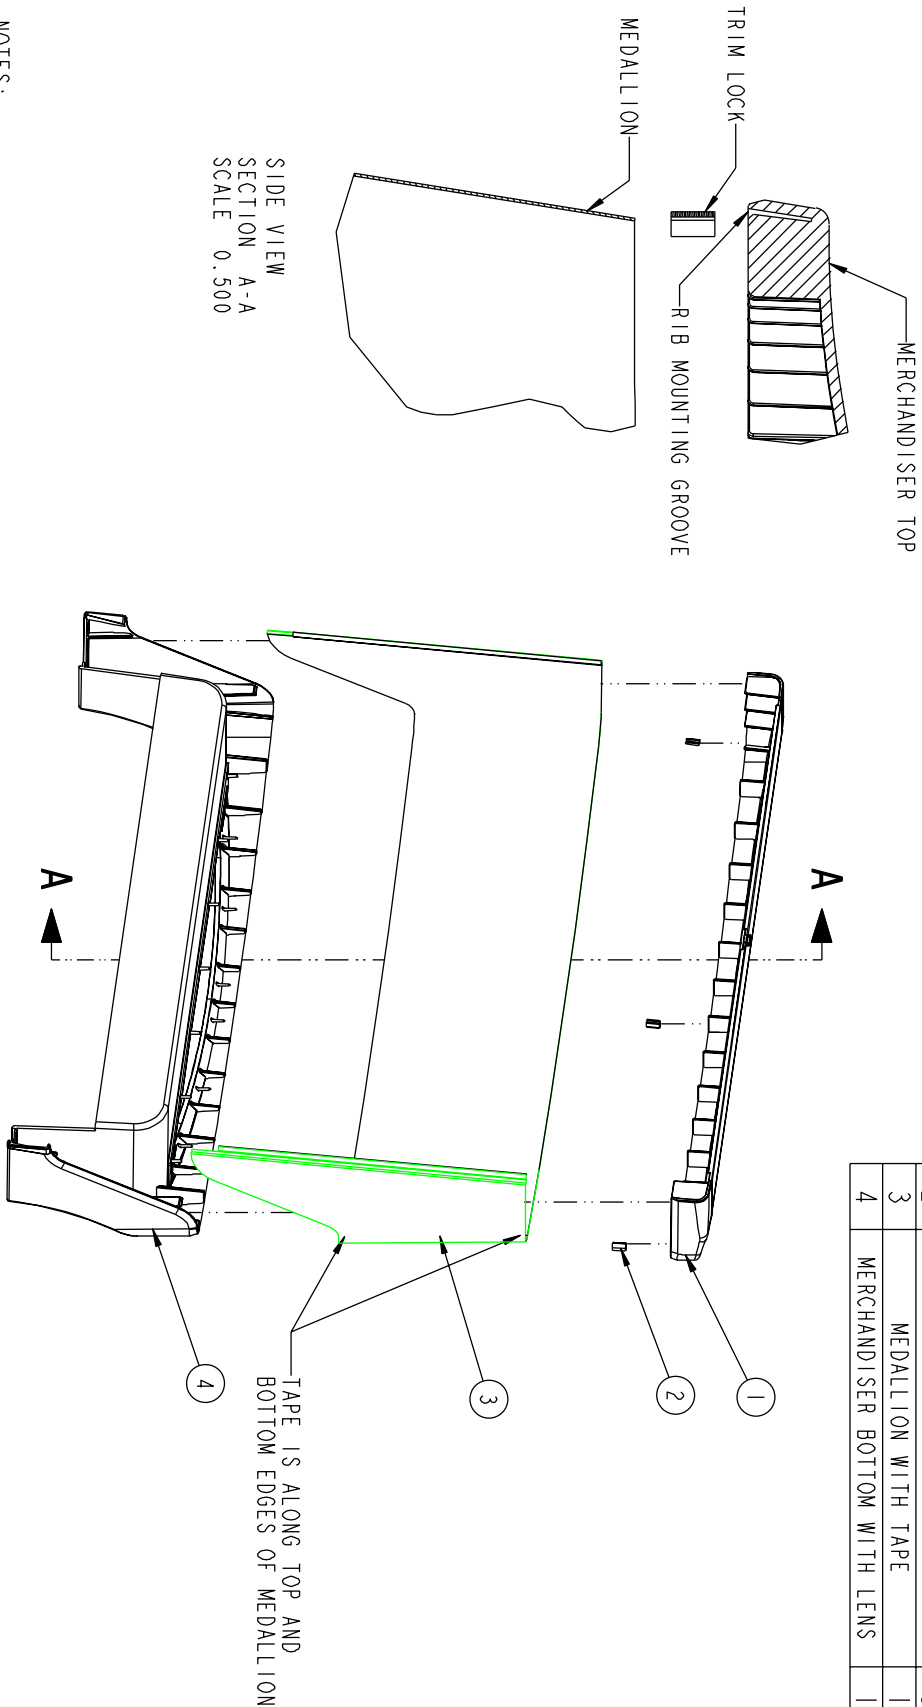 3 MEDALLION WITH TAPE 1
4 MERCHANDISER BOTTOM WITH LENS 1
MERCHANDISER TOP
TRIM LOCK
RIB MOUNTING GROOVE
MEDALLION
SIDE VIEW
SECTION A-A
SCALE 0.500
A
A
1
2
3
4
TAPE IS ALONG TOP AND
BOTTOM EDGES OF MEDALLION
NOTES: